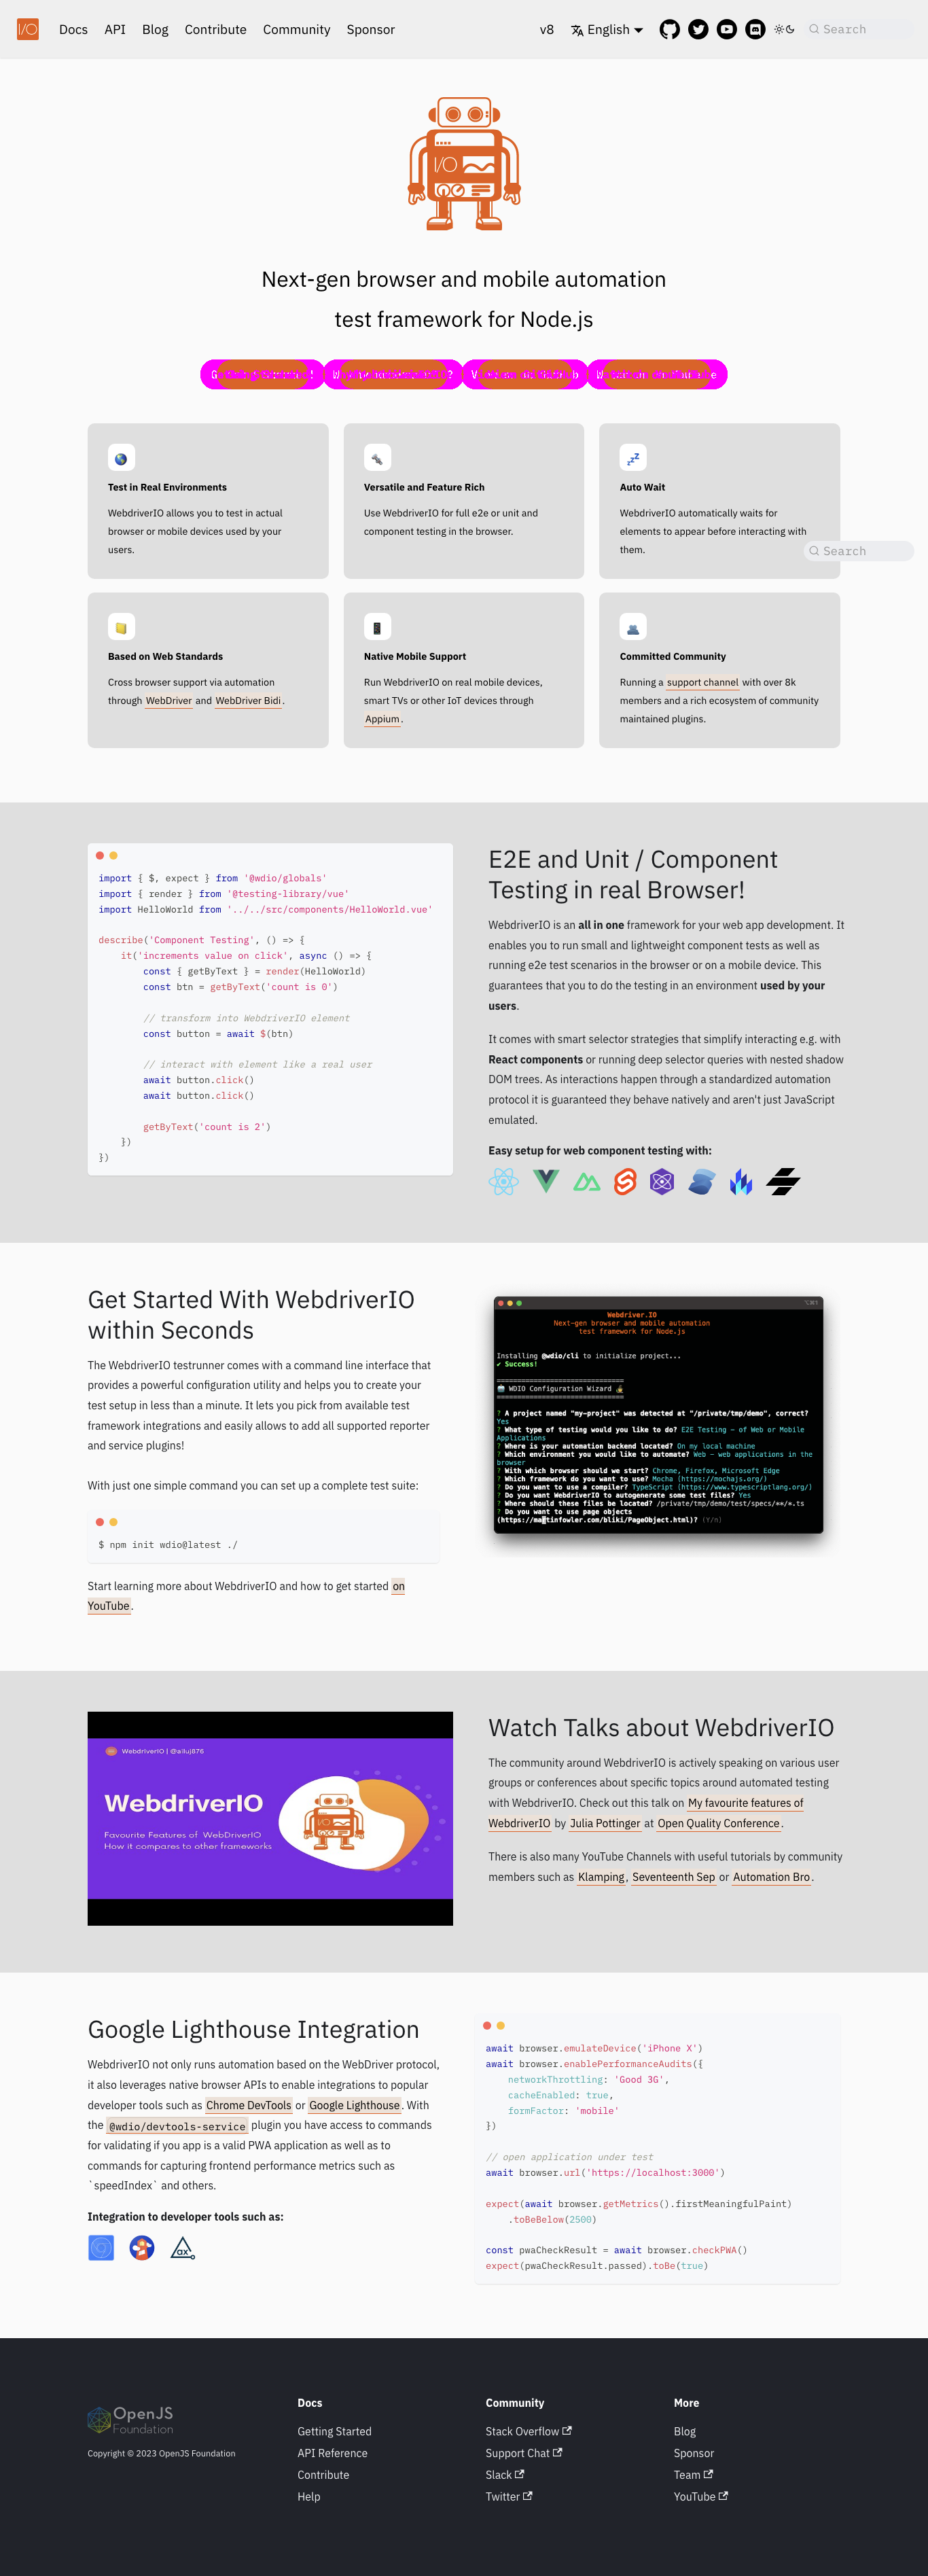 I/O Docs API Blog Contribute Community Sponsor v8 English Search
I/O
Next-gen browser and mobile automation
test framework for Node.js
Test in Real Environments
WebdriverIO allows you to test in actual
browser or mobile devices used by your
users.
Versatile and Feature Rich
Use WebdriverIO for full e2e or unit and
component testing in the browser.
Auto Wait
WebdriverIO automatically waits for
elements to appear before interacting with
them.
Search
Based on Web Standards
Cross browser support via automation
through WebDriver and WebDriver Bidi.
Native Mobile Support
Run WebdriverIO on real mobile devices,
smart TVs or other IoT devices through
Appium.
Committed Community
Running a support channel with over 8k
members and a rich ecosystem of community
maintained plugins.
import { $, expect } from '@wdio/globals'
import { render } from '@testing-library/vue'
import HelloWorld from '../../src/components/HelloWorld.vue'
describe('Component Testing', () => {
it('increments value on click', async () => {
const { getByText } = render(HelloWorld)
const btn = getByText('count is 0')
// transform into WebdriverIO element
const button = await $(btn)
// interact with element like a real user
await button.click()
await button.click()
getByText('count is 2')
})
})
E2E and Unit / Component
Testing in real Browser!
WebdriverIO is an all in one framework for your web app development. It
enables you to run small and lightweight component tests as well as
running e2e test scenarios in the browser or on a mobile device. This
guarantees that you to do the testing in an environment used by your
users.
It comes with smart selector strategies that simplify interacting e.g. with
React components or running deep selector queries with nested shadow
DOM trees. As interactions happen through a standardized automation
protocol it is guaranteed they behave natively and aren't just JavaScript
emulated.
Easy setup for web component testing with:
Get Started With WebdriverIO
within Seconds
The WebdriverIO testrunner comes with a command line interface that
provides a powerful configuration utility and helps you to create your
test setup in less than a minute. It lets you pick from available test
framework integrations and easily allows to add all supported reporter
and service plugins!
With just one simple command you can set up a complete test suite:
$ npm init wdio@latest ./
Start learning more about WebdriverIO and how to get started on
YouTube.
Webdriver.IO
Next-gen browser and mobile automation
test framework for Node.js
Installing @wdio/cli to initialize project...
✔ Success!
===============================
🤖 WDIO Configuration Wizard 🧙
===============================
? A project named "my-project" was detected at "/private/tmp/demo", correct?
Yes
? What type of testing would you like to do? E2E Testing - of Web or Mobile
Applications
? Where is your automation backend located? On my local machine
? Which environment you would like to automate? Web - web applications in the
browser
? With which browser should we start? Chrome, Firefox, Microsoft Edge
? Which framework do you want to use? Mocha (https://mochajs.org/)
? Do you want to use a compiler? TypeScript (https://www.typescriptlang.org/)
? Do you want WebdriverIO to autogenerate some test files? Yes
? Where should these files be located? /private/tmp/demo/test/specs/**/*.ts
? Do you want to use page objects
(https://martinfowler.com/bliki/PageObject.html)? (Y/n)
WebdriverIO | @alluj876
WebdriverIO
Favourite Features of WebDriverIO
How it compares to other frameworks
Watch Talks about WebdriverIO
The community around WebdriverIO is actively speaking on various user
groups or conferences about specific topics around automated testing
with WebdriverIO. Check out this talk on My favourite features of
WebdriverIO by Julia Pottinger at Open Quality Conference.
There is also many YouTube Channels with useful tutorials by community
members such as Klamping, Seventeenth Sep or Automation Bro.
Google Lighthouse Integration
WebdriverIO not only runs automation based on the WebDriver protocol,
it also leverages native browser APIs to enable integrations to popular
developer tools such as Chrome DevTools or Google Lighthouse. With
the @wdio/devtools-service plugin you have access to commands
for validating if you app is a valid PWA application as well as to
commands for capturing frontend performance metrics such as
`speedIndex` and others.
Integration to developer tools such as:
ax
await browser.emulateDevice('iPhone X')
await browser.enablePerformanceAudits({
networkThrottling: 'Good 3G',
cacheEnabled: true,
formFactor: 'mobile'
})
// open application under test
await browser.url('https://localhost:3000')
expect(await browser.getMetrics().firstMeaningfulPaint)
.toBeBelow(2500)
const pwaCheckResult = await browser.checkPWA()
expect(pwaCheckResult.passed).toBe(true)
OpenJS
Foundation
Copyright © 2023 OpenJS Foundation
Docs
Getting Started
API Reference
Contribute
Help
Community
Stack Overflow
Support Chat
Slack
Twitter
More
Blog
Sponsor
Team
YouTube